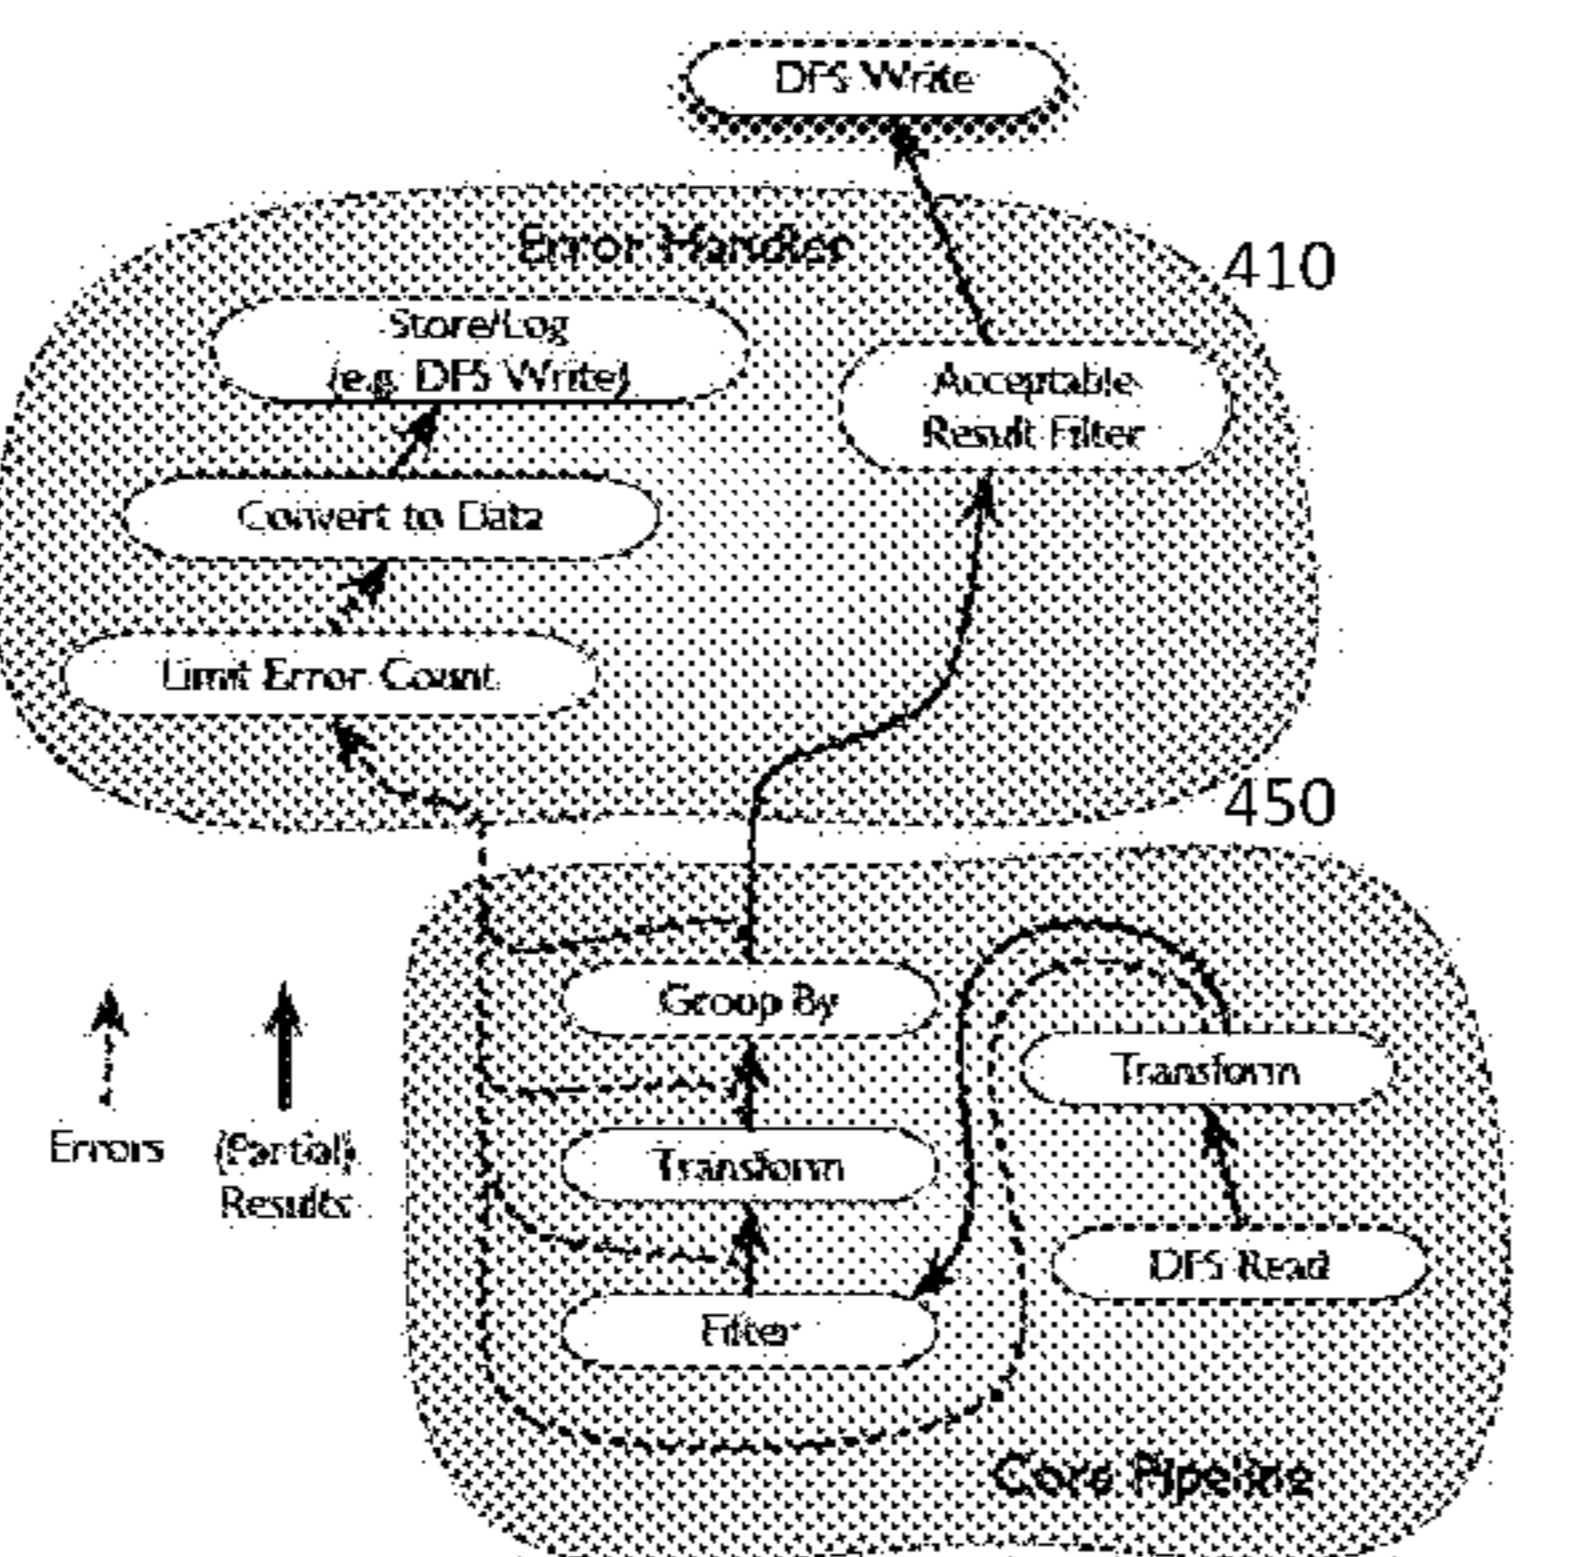 DFS Write
Error Handler
410
Store/Log
(e.g. DFS Write)
Acceptable
Result Filter
Convert to Data
Limit Error Count
450
Group By
Transform
Transform
DFS Read
Filter
Errors
(Partial)
Results
Core Pipeline